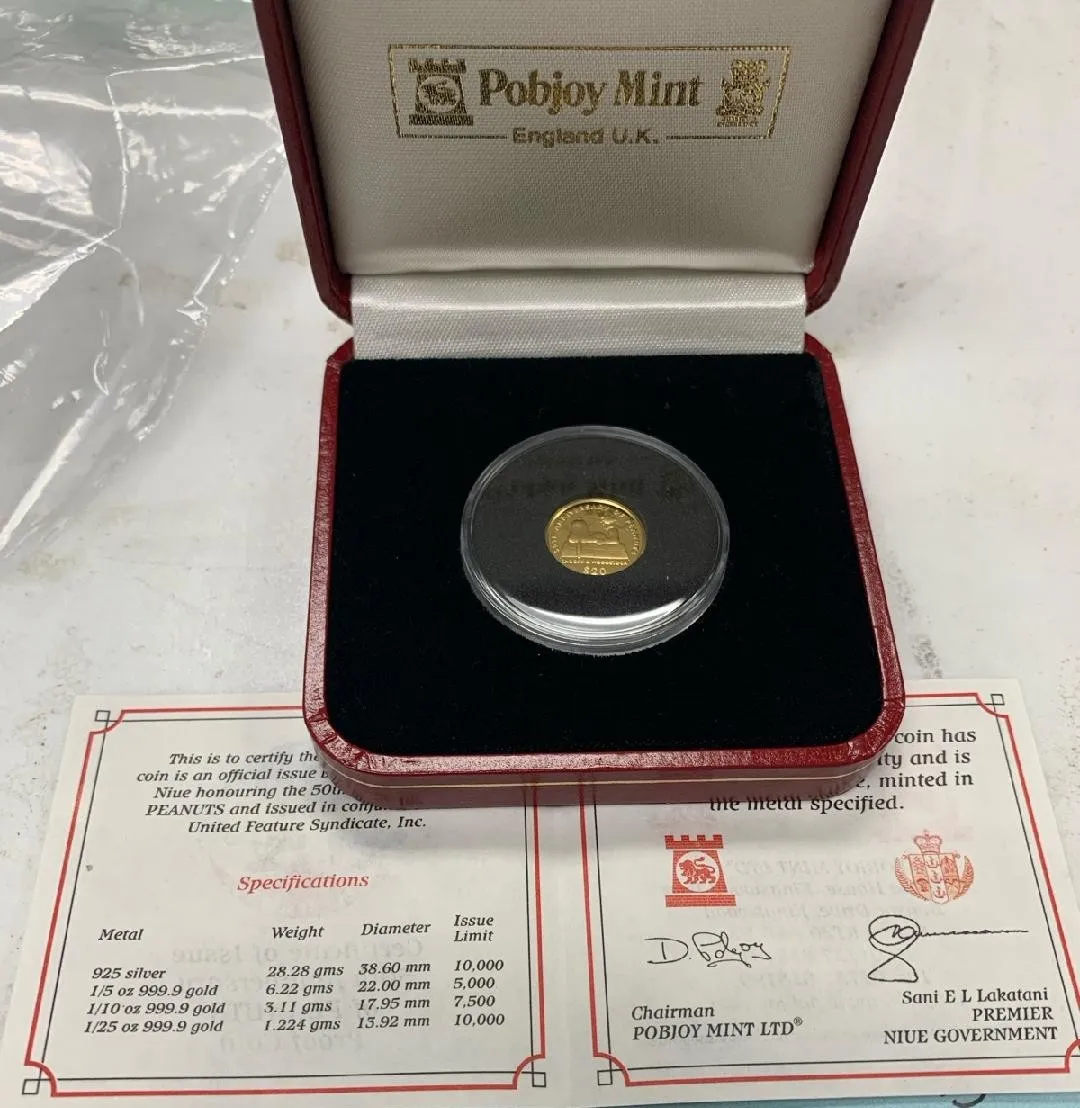 Pobjoy Mint
England U.K.
$20
This is to certify the
coin is an official issue
Niue honouring the
PEANUTS and issued in
United Feature Syndicate, Inc.
Specifications
Metal Weight Diameter Issue Limit
925 silver 28.28 gms 38.60 mm 10,000
1/5 oz 999.9 gold 6.22 gms 22.00 mm 5,000
1/10 oz 999.9 gold 3.11 gms 17.95 mm 7,500
1/25 oz 999.9 gold 1.224 gms 13.92 mm 10,000
coin has
and is
minted in
the metal specified.
D. Pobjoy
Chairman
POBJOY MINT LTD®
Sani E L Lakatani
PREMIER
NIUE GOVERNMENT